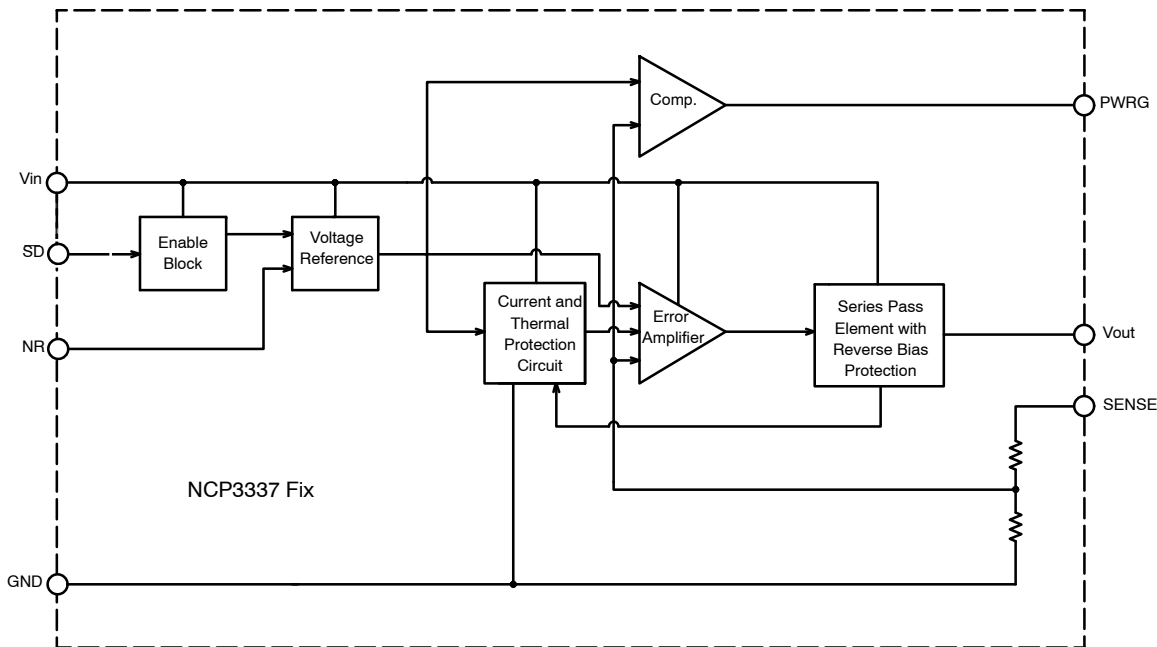 Comp.
PWRG
Vin
SD
Enable
Block
Voltage
Reference
NR
Current and
Thermal
Protection
Circuit
Error
Amplifier
Series Pass
Element with
Reverse Bias
Protection
Vout
SENSE
NCP3337 Fix
GND